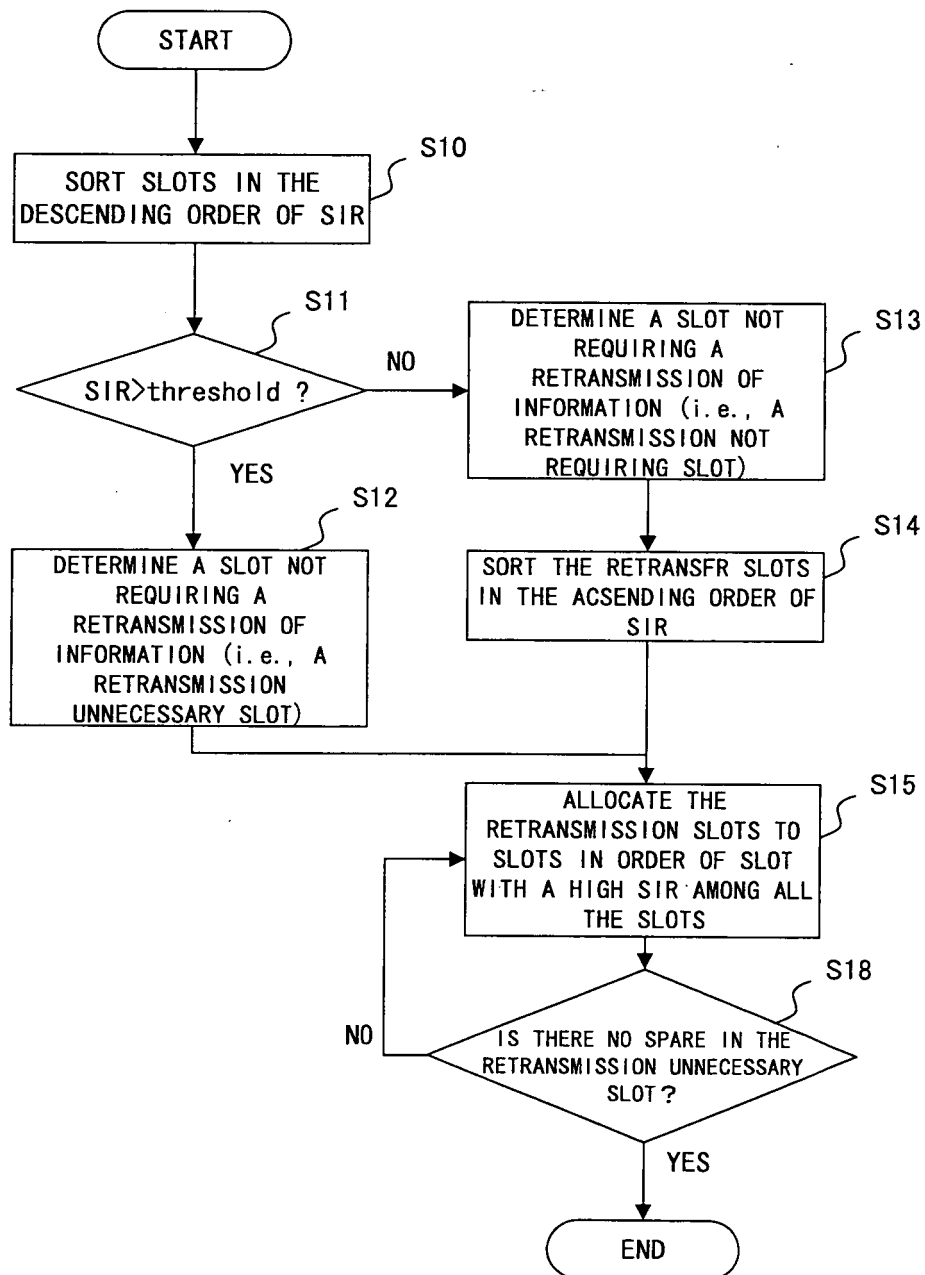 START
S10
SORT SLOTS IN THE
DESCENDING ORDER OF SIR
S11
SIR>threshold ?
NO
YES
S13
DETERMINE A SLOT NOT
REQUIRING A
RETRANSMISSION OF
INFORMATION (i.e., A
RETRANSMISSION NOT
REQUIRING SLOT)
S12
DETERMINE A SLOT NOT
REQUIRING A
RETRANSMISSION OF
INFORMATION (i.e., A
RETRANSMISSION
UNNECESSARY SLOT)
S14
SORT THE RETRANSFR SLOTS
IN THE ACSENDING ORDER OF
SIR
S15
ALLOCATE THE
RETRANSMISSION SLOTS TO
SLOTS IN ORDER OF SLOT
WITH A HIGH SIR AMONG ALL
THE SLOTS
S18
NO
IS THERE NO SPARE IN THE
RETRANSMISSION UNNECESSARY
SLOT?
YES
END